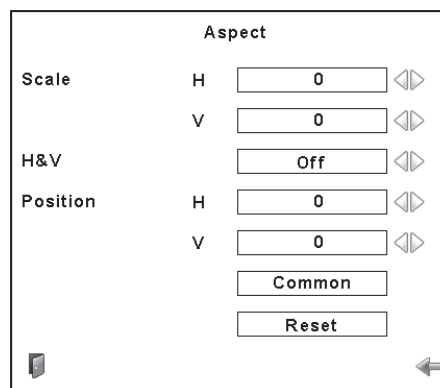 Aspect
Scale H 0
V 0
H&V Off
Position H 0
V 0
Common
Reset